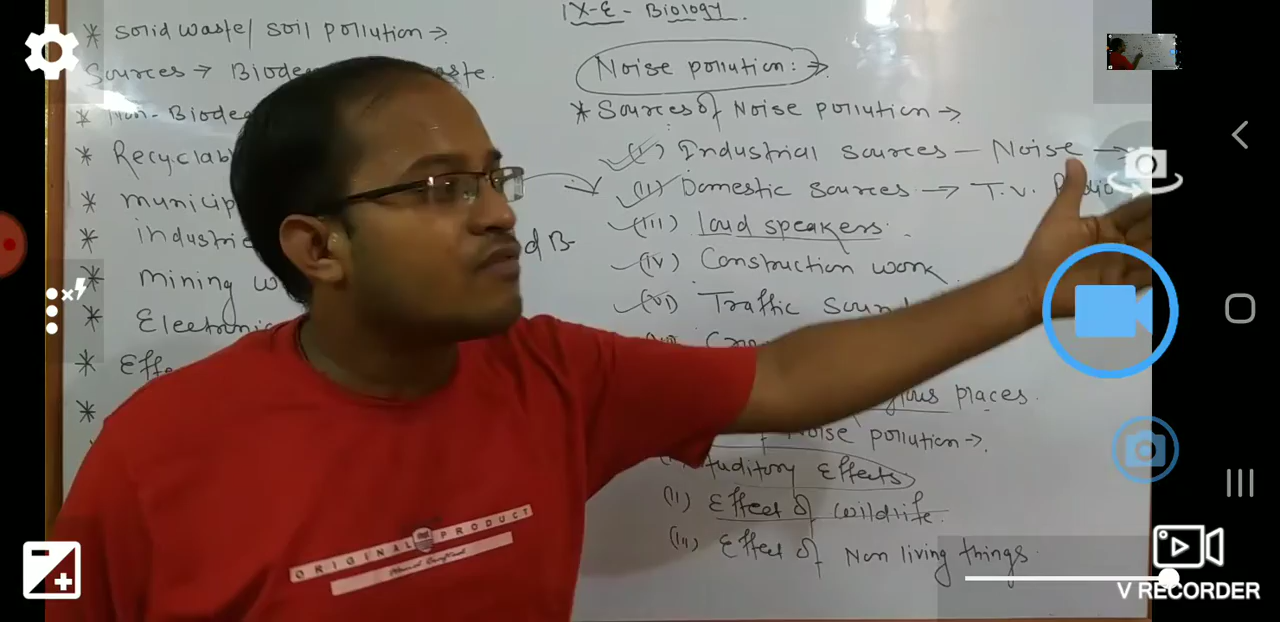 IX-E - Biology.
* Solid waste/ soil pollution →
Sources → Biode
* Non-Biode
* Recyclab
* municip
* industri
* mining w
* Electronic
* Effe
*
d B
Noise pollution: →
* Sources of Noise pollution →
(i) Industrial sources - Noise →
(ii) Domestic sources → T.V.
(iii) loud speakers.
(iv) Construction work
(vi) Traffic Soun
places.
Noise pollution →.
Auditory Effects
(ii) Effect of wildlife.
(iii) Effect of Non living things.
ORIGINAL PRODUCT
V RECORDER